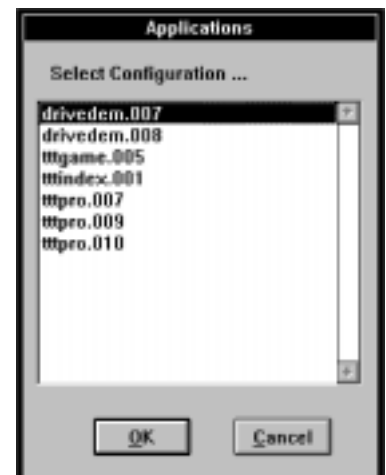 Applications
Select Configuration ...
drivedem.007
drivedem.008
tttgame.005
tttindex.001
tttpro.007
tttpro.009
tttpro.010
OK
Cancel